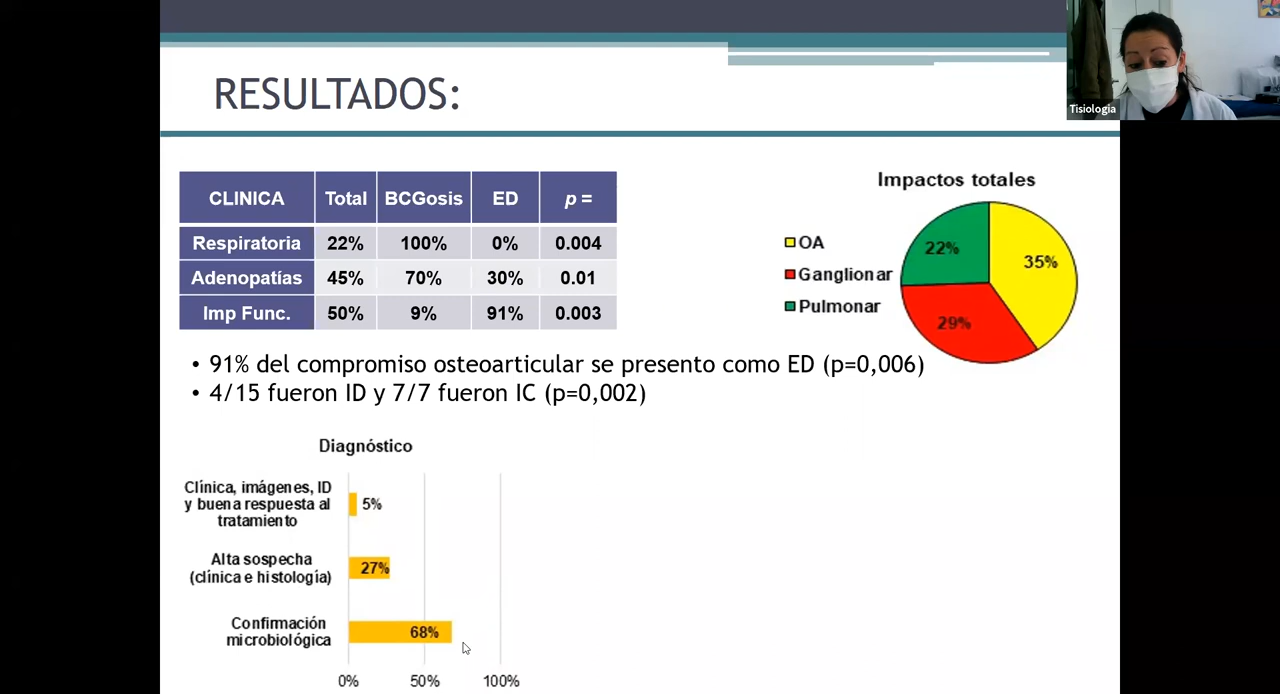 Tisiologia
RESULTADOS:
CLINICA Total BCGosis ED p =
Respiratoria 22% 100% 0% 0.004
Adenopatías 45% 70% 30% 0.01
Imp Func. 50% 9% 91% 0.003
Impactos totales
OA
Ganglionar
Pulmonar
22%
35%
29%
• 91% del compromiso osteoarticular se presento como ED (p=0,006)
• 4/15 fueron ID y 7/7 fueron IC (p=0,002)
Diagnóstico
Clínica, imágenes, ID
y buena respuesta al
tratamiento
5%
Alta sospecha
(clínica e histología)
27%
Confirmación
microbiológica
68%
0% 50% 100%